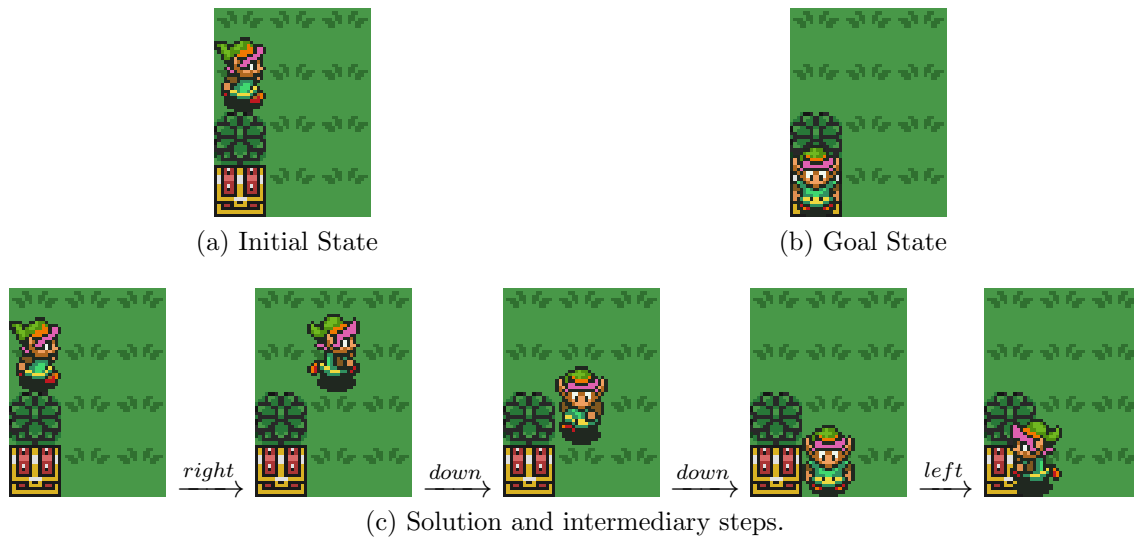 (a) Initial State
(b) Goal State
right
down
down
left
(c) Solution and intermediary steps.